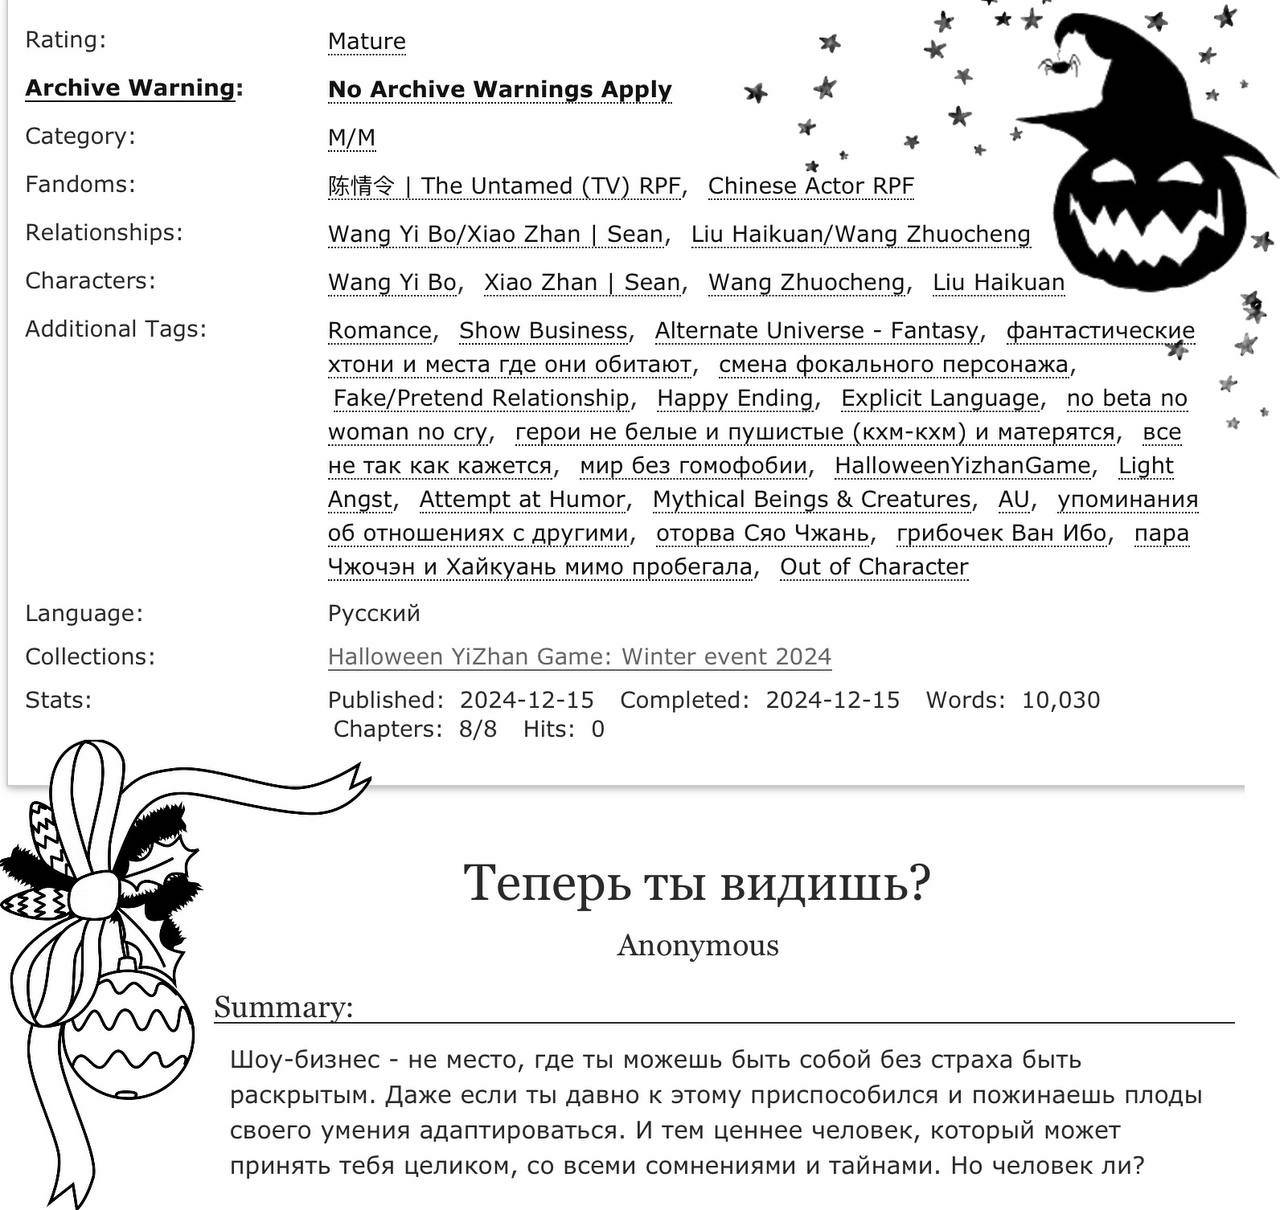 Rating: Mature
Archive Warning: No Archive Warnings Apply
Category: M/M
Fandoms: 陈情令 | The Untamed (TV) RPF, Chinese Actor RPF
Relationships: Wang Yi Bo/Xiao Zhan | Sean, Liu Haikuan/Wang Zhuocheng
Characters: Wang Yi Bo, Xiao Zhan | Sean, Wang Zhuocheng, Liu Haikuan
Additional Tags: Romance, Show Business, Alternate Universe - Fantasy, фантастические
хтони и места где они обитают, смена фокального персонажа,
Fake/Pretend Relationship, Happy Ending, Explicit Language, no beta no
woman no cry, герои не белые и пушистые (кхм-кхм) и матерятся, все
не так как кажется, мир без гомофобии, HalloweenYizhanGame, Light
Angst, Attempt at Humor, Mythical Beings & Creatures, AU, упоминания
об отношениях с другими, оторва Сяо Чжань, грибочек Ван Ибо, пара
Чжочэн и Хайкуань мимо пробегала, Out of Character
Language: Русский
Collections: Halloween YiZhan Game: Winter event 2024
Stats: Published: 2024-12-15 Completed: 2024-12-15 Words: 10,030
Chapters: 8/8 Hits: 0
Теперь ты видишь?
Anonymous
Summary:
Шоу-бизнес - не место, где ты можешь быть собой без страха быть
раскрытым. Даже если ты давно к этому приспособился и пожинаешь плоды
своего умения адаптироваться. И тем ценнее человек, который может
принять тебя целиком, со всеми сомнениями и тайнами. Но человек ли?